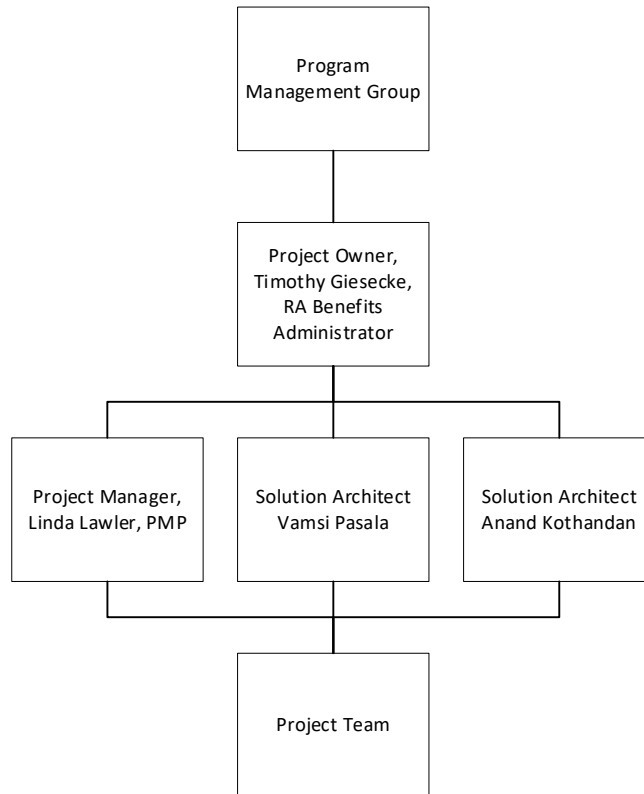 Program
Management Group
Project Owner,
Timothy Giesecke,
RA Benefits
Administrator
Project Manager,
Linda Lawler, PMP
Solution Architect
Vamsi Pasala
Solution Architect
Anand Kothandan
Project Team